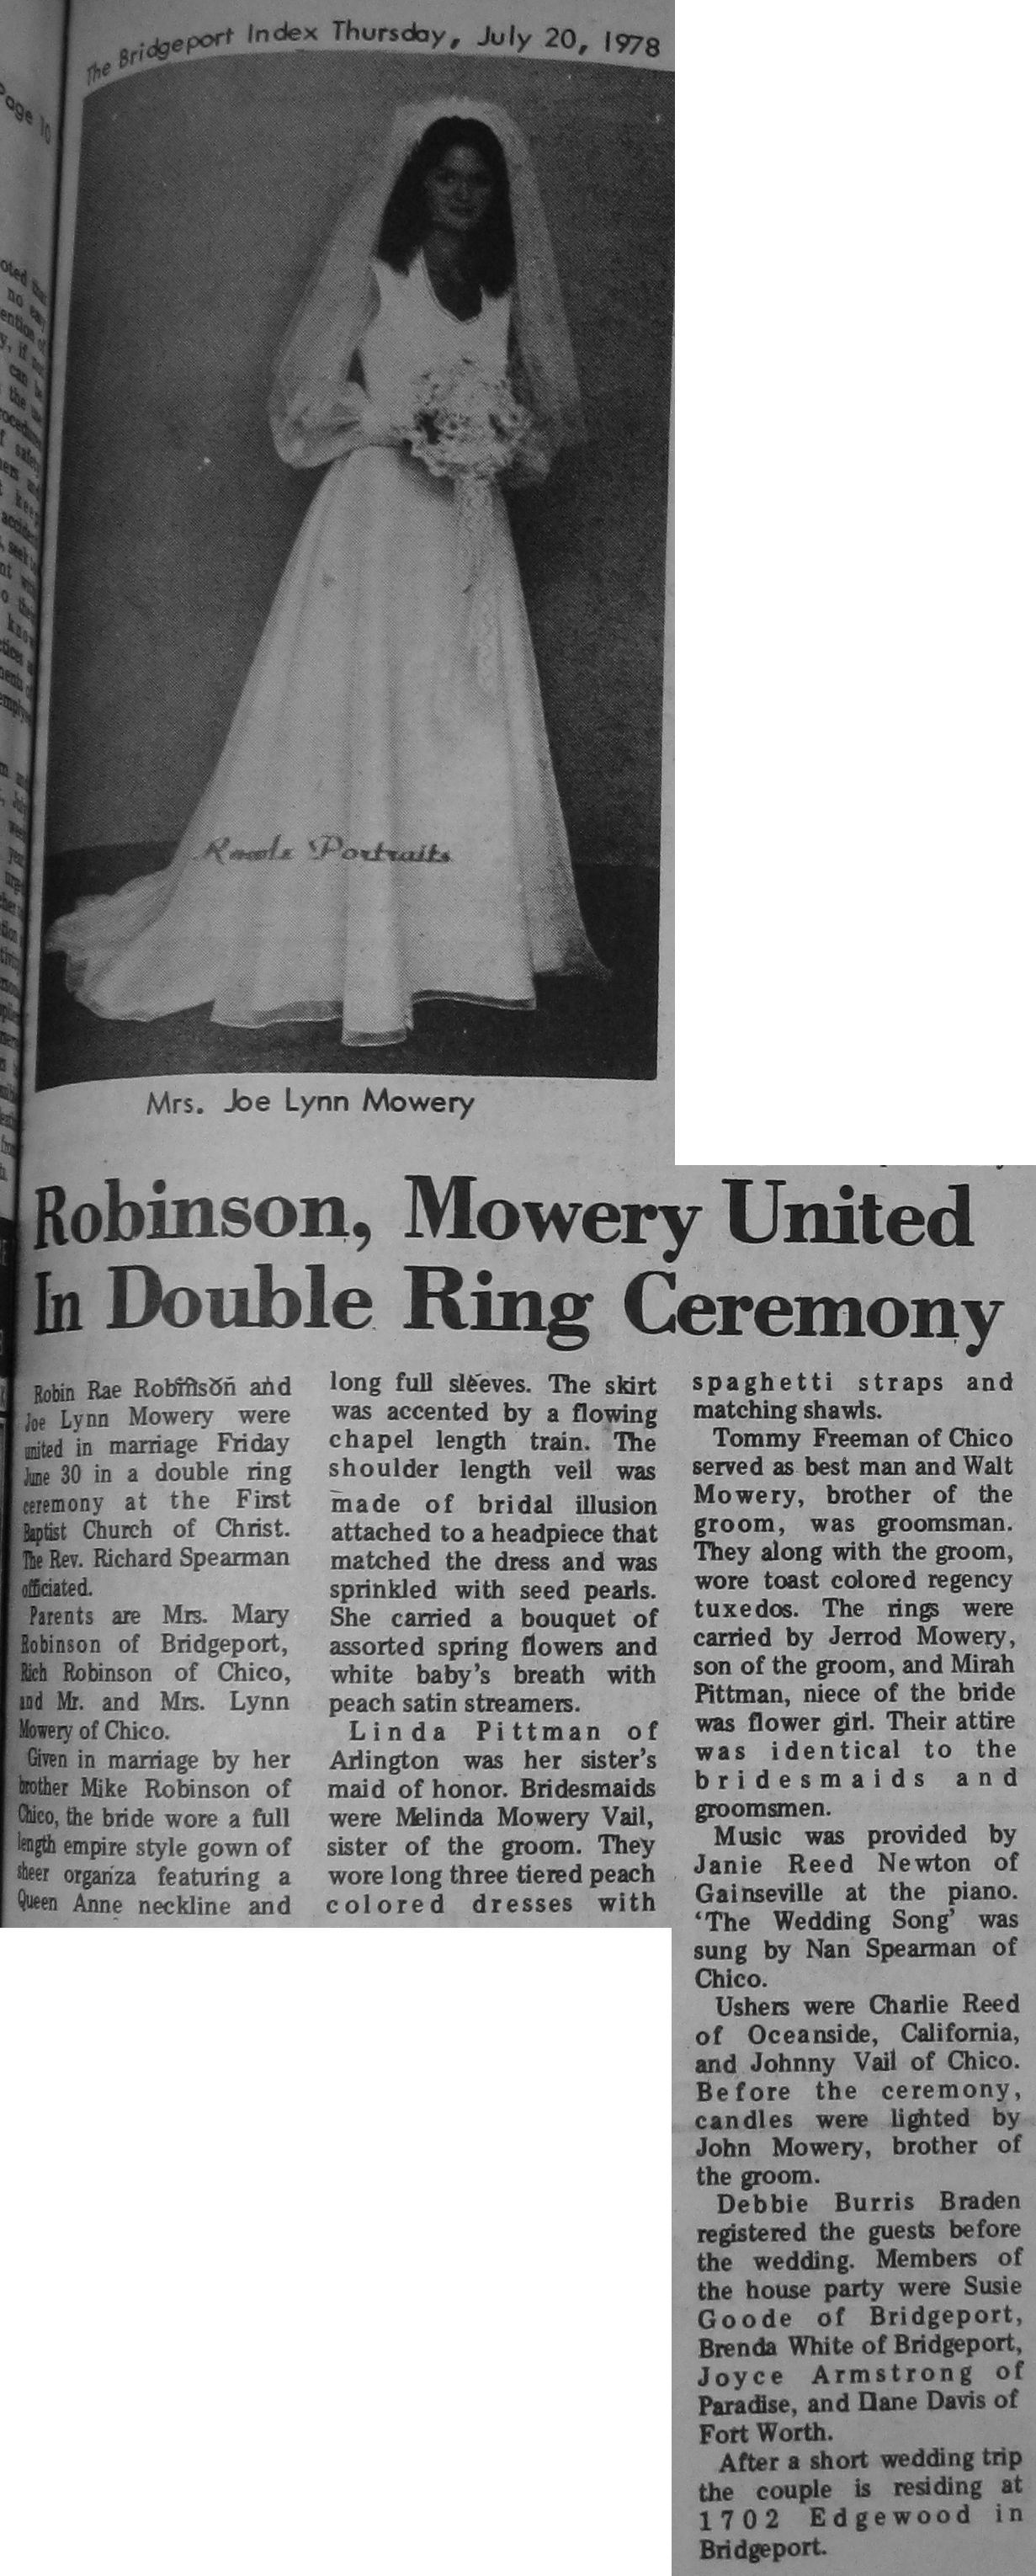 The Bridgeport Index Thursday, July 20, 1978
Page 10
Portraits
Mrs. Joe Lynn Mowery
Robinson, Mowery United
In Double Ring Ceremony
Robin Rae Robinson and
Joe Lynn Mowery were
united in marriage Friday
June 30 in a double ring
ceremony at the First
Baptist Church of Christ.
The Rev. Richard Spearman
officiated.
Parents are Mrs. Mary
Robinson of Bridgeport,
Rich Robinson of Chico,
and Mr. and Mrs. Lynn
Mowery of Chico.
Given in marriage by her
brother Mike Robinson of
Chico, the bride wore a full
length empire style gown of
sheer organza featuring a
Queen Anne neckline and
long full sleeves. The skirt
was accented by a flowing
chapel length train. The
shoulder length veil was
made of bridal illusion
attached to a headpiece that
matched the dress and was
sprinkled with seed pearls.
She carried a bouquet of
assorted spring flowers and
white baby's breath with
peach satin streamers.
Linda Pittman of
Arlington was her sister's
maid of honor. Bridesmaids
were Melinda Mowery Vail,
sister of the groom. They
wore long three tiered peach
colored dresses with
spaghetti straps and
matching shawls.
Tommy Freeman of Chico
served as best man and Walt
Mowery, brother of the
groom, was groomsman.
They along with the groom,
wore toast colored regency
tuxedos. The rings were
carried by Jerrod Mowery,
son of the groom, and Mirah
Pittman, niece of the bride
was flower girl. Their attire
was identical to the
bridesmaids and
groomsmen.
Music was provided by
Janie Reed Newton of
Gainseville at the piano.
'The Wedding Song' was
sung by Nan Spearman of
Chico.
Ushers were Charlie Reed
of Oceanside, California,
and Johnny Vail of Chico.
Before the ceremony,
candles were lighted by
John Mowery, brother of
the groom.
Debbie Burris Braden
registered the guests before
the wedding. Members of
the house party were Susie
Goode of Bridgeport,
Brenda White of Bridgeport,
Joyce Armstrong of
Paradise, and Dane Davis of
Fort Worth.
After a short wedding trip
the couple is residing at
1702 Edgewood in
Bridgeport.